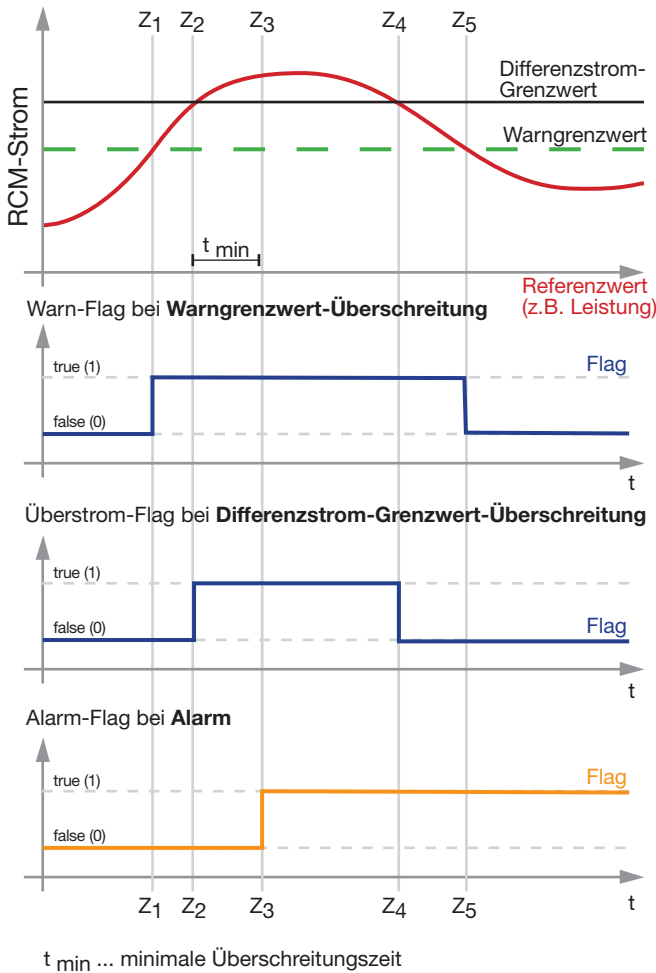 Z1 Z2 Z3 Z4 Z5
RCM-Strom
Differenzstrom-
Grenzwert
Warngrenzwert
t min
Referenzwert
(z.B. Leistung)
Warn-Flag bei Warngrenzwert-Überschreitung
true (1)
Flag
false (0)
t
Überstrom-Flag bei Differenzstrom-Grenzwert-Überschreitung
true (1)
false (0)
Flag
t
Alarm-Flag bei Alarm
true (1)
Flag
false (0)
Z1 Z2 Z3 Z4 Z5 t
t min ... minimale Überschreitungszeit